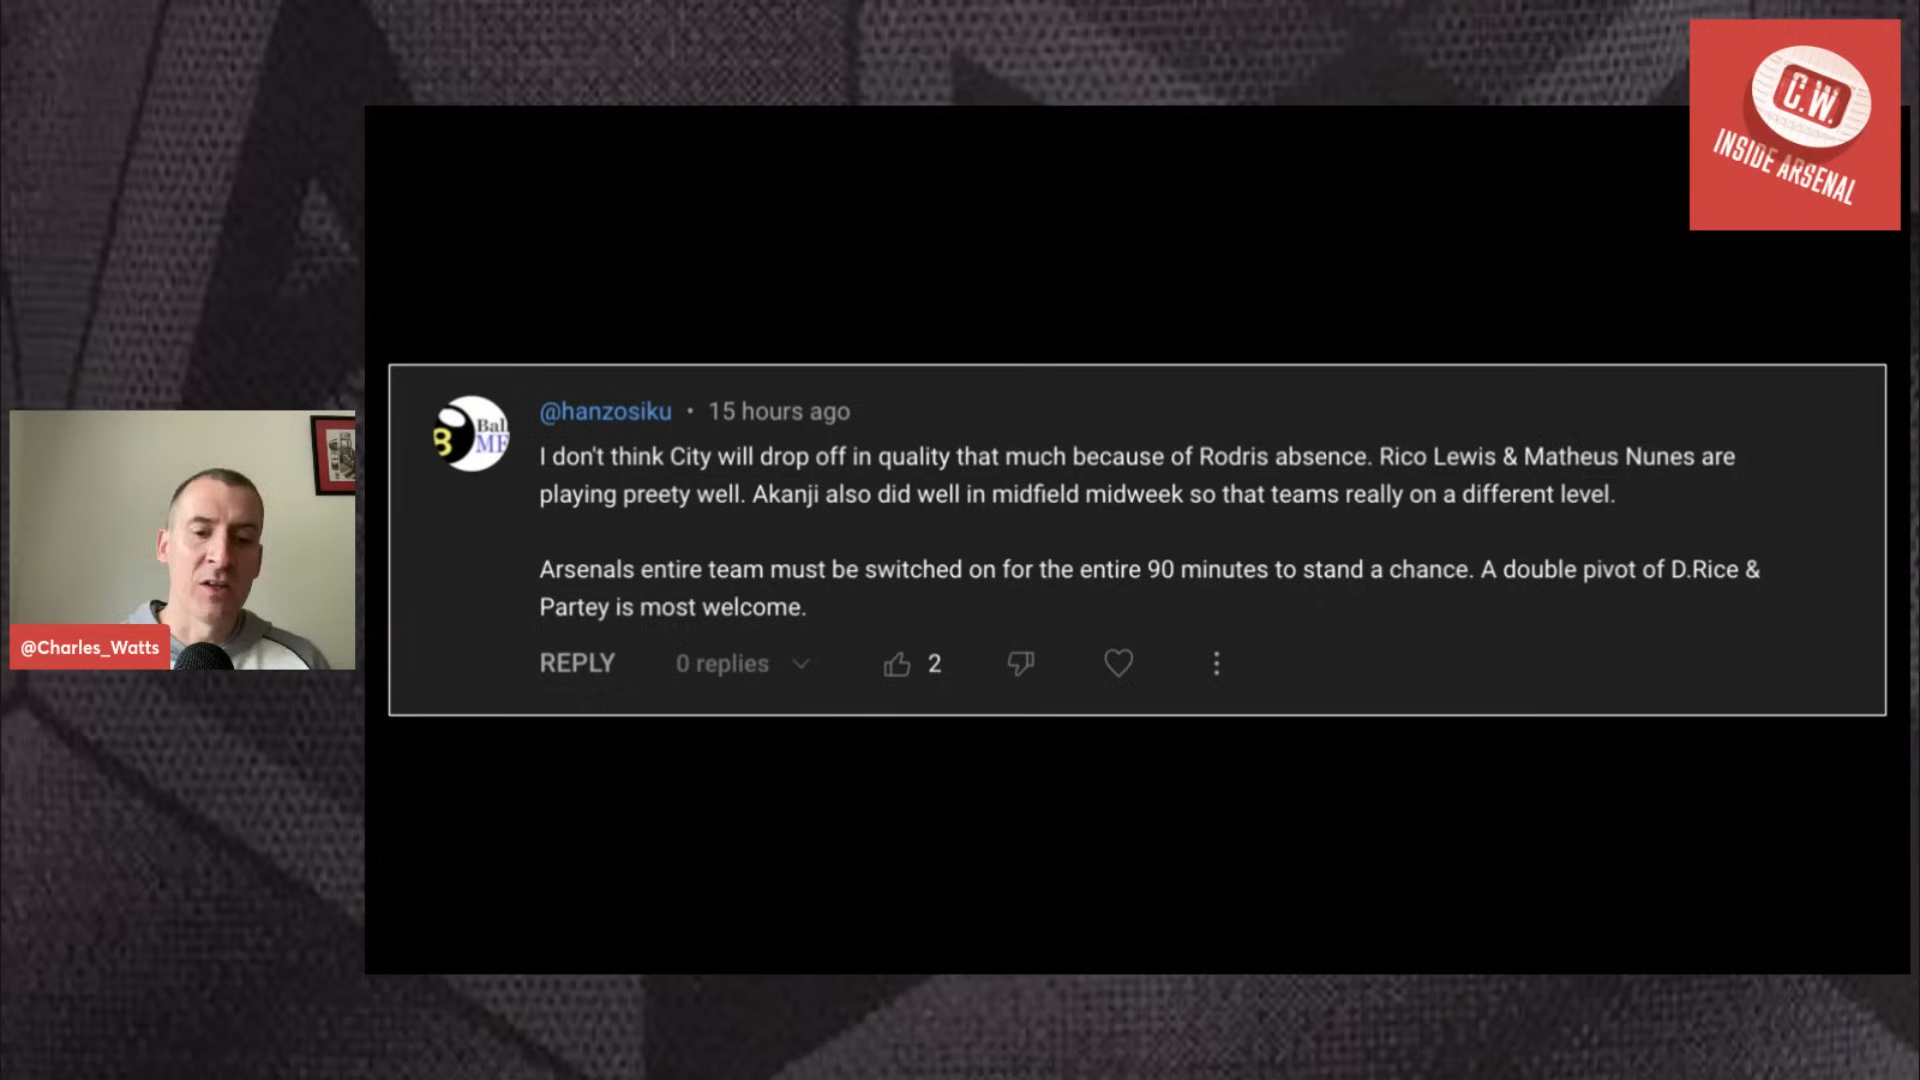 C.W.
INSIDE ARSENAL
@hanzosiku • 15 hours ago
Bal
MF
I don't think City will drop off in quality that much because of Rodris absence. Rico Lewis & Matheus Nunes are
playing preety well. Akanji also did well in midfield midweek so that teams really on a different level.
Arsenals entire team must be switched on for the entire 90 minutes to stand a chance. A double pivot of D.Rice &
Partey is most welcome.
REPLY 0 replies 2
@Charles_Watts